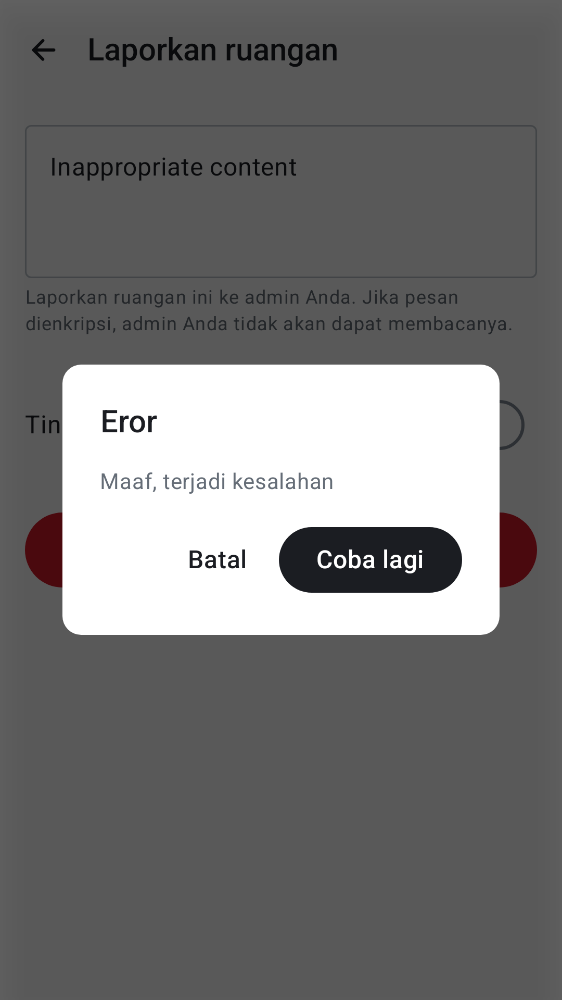 Laporkan ruangan
Inappropriate content
Laporkan ruangan ini ke admin Anda. Jika pesan
dienkripsi, admin Anda tidak akan dapat membacanya.
Tin
Eror
Maaf, terjadi kesalahan
Batal
Coba lagi